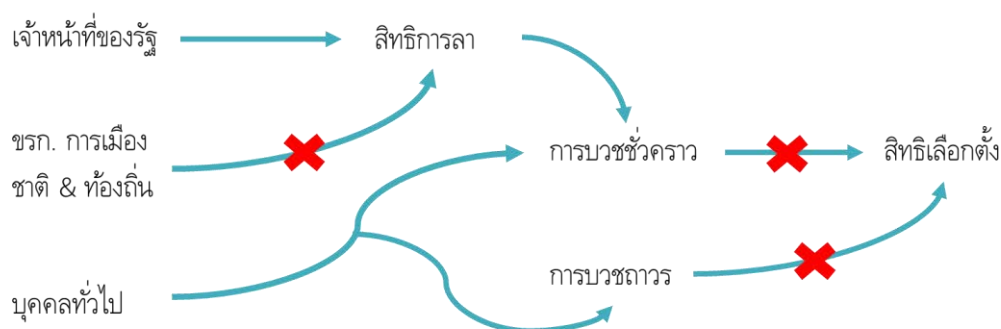 เจ้าหน้าที่ของรัฐ
สิทธิการลา
ขรก. การเมือง
ชาติ & ท้องถิ่น
การบวชชั่วคราว
สิทธิเลือกตั้ง
การบวชถาวร
บุคคลทั่วไป